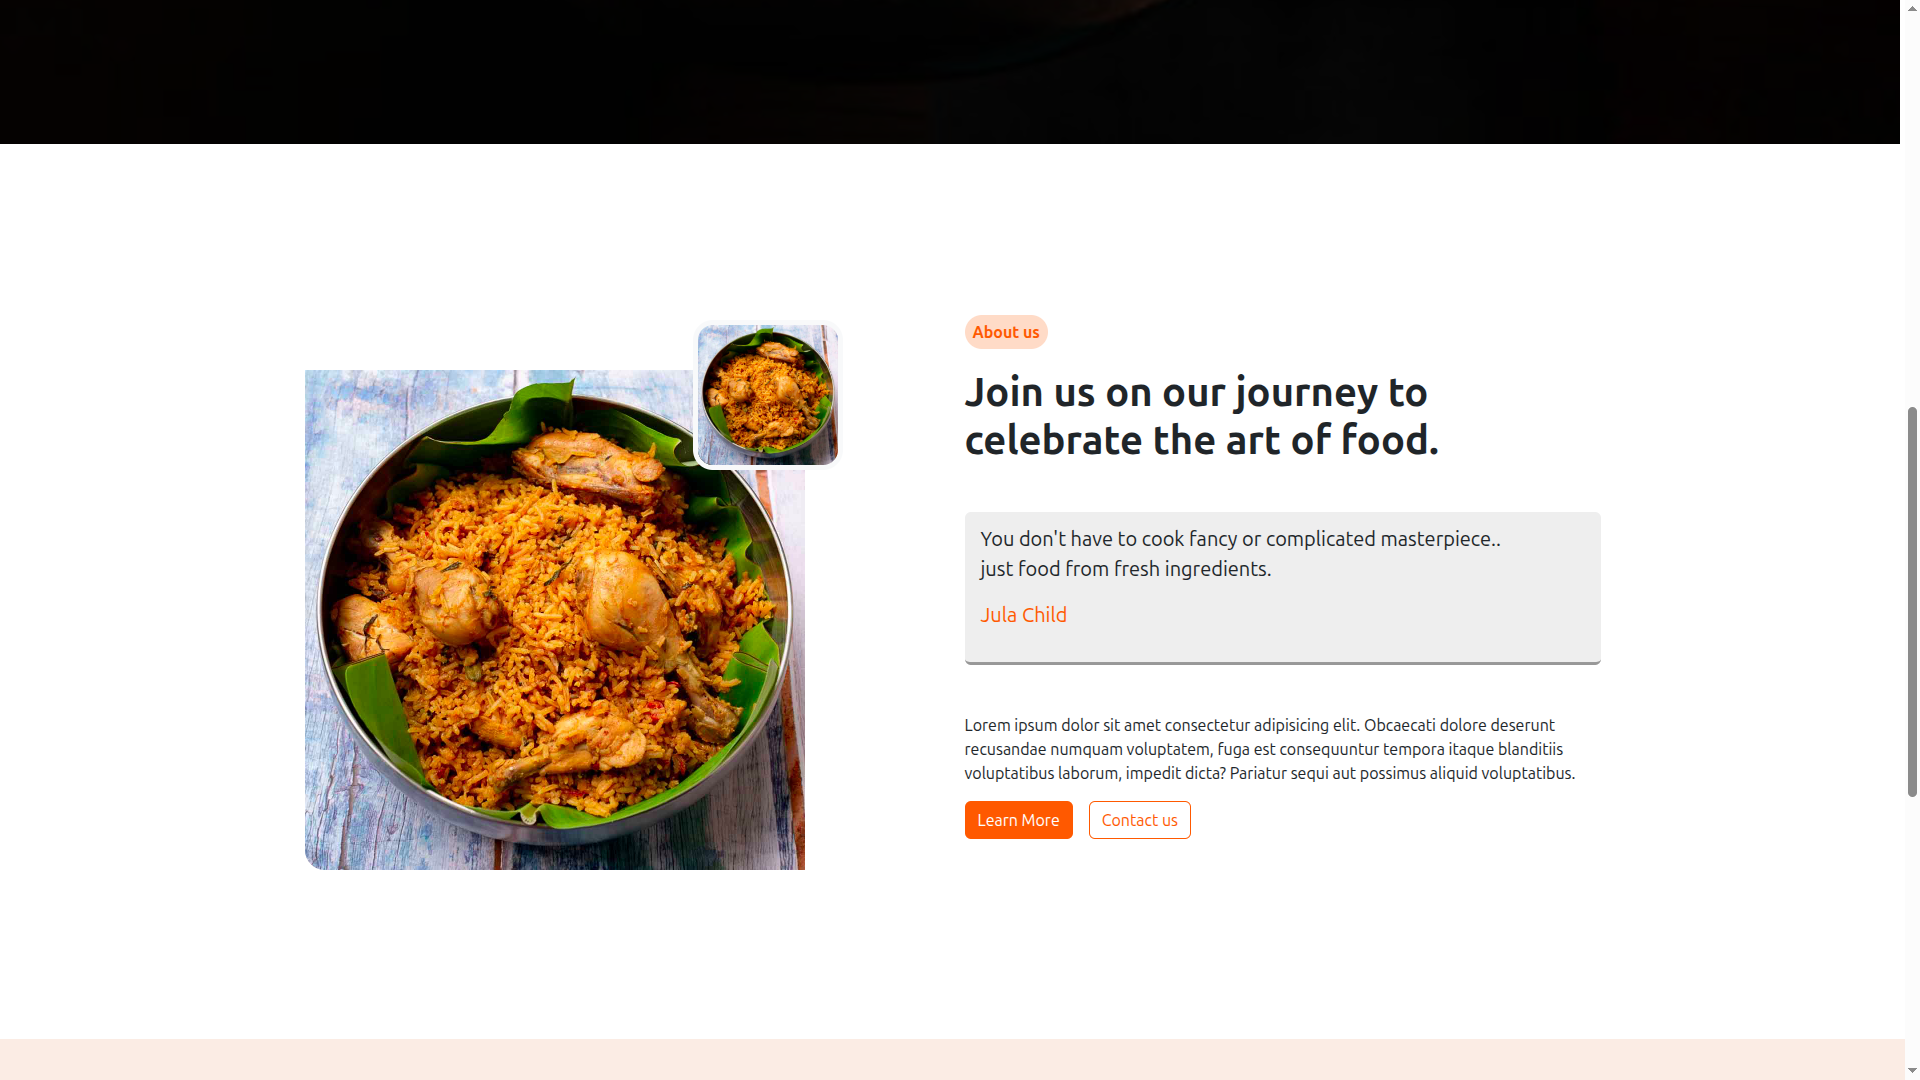 About us
Join us on our journey to
celebrate the art of food.
You don't have to cook fancy or complicated masterpiece..
just food from fresh ingredients.
Jula Child
Lorem ipsum dolor sit amet consectetur adipisicing elit. Obcaecati dolore deserunt
recusandae numquam voluptatem, fuga est consequuntur tempora itaque blanditiis
voluptatibus laborum, impedit dicta? Pariatur sequi aut possimus aliquid voluptatibus.
Learn More
Contact us